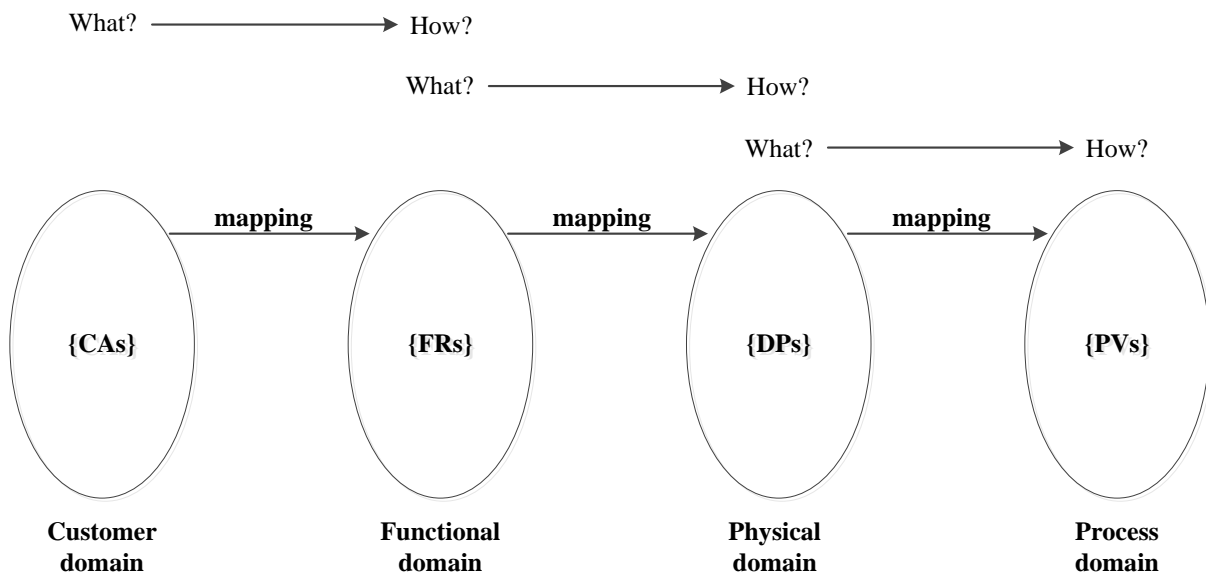 What? How?
What? How?
What? How?
mapping mapping mapping
{CAs} {FRs} {DPs} {PVs}
Customer domain
Functional domain
Physical domain
Process domain